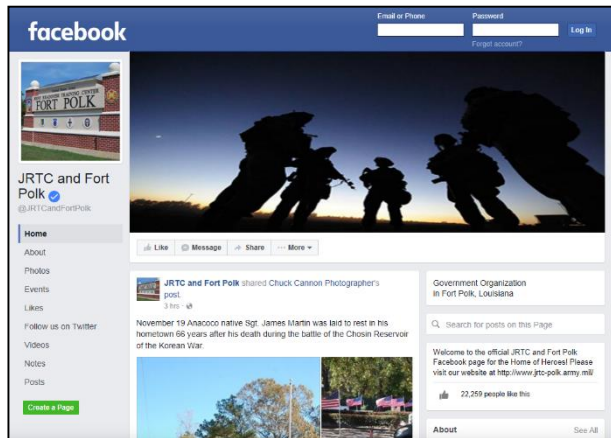 facebook
Email or Phone
Password
Log In
Forgot account?
FORT POLK
JRTC and Fort
Polk
@JRTCandFortPolk
Home
About
Photos
Events
Likes
Follow us on Twitter
Videos
Notes
Posts
Create a Page
Like
Message
Share
More
JRTC and Fort Polk shared Chuck Cannon Photographer's
post.
3 hrs
November 19 Anacoco native Sgt. James Martin was laid to rest in his
hometown 66 years after his death during the battle of the Chosin Reservoir
of the Korean War.
Government Organization
in Fort Polk, Louisiana
Search for posts on this Page
Welcome to the official JRTC and Fort Polk
Facebook page for the Home of Heroes! Please
visit our website at http://www.jrtc-polk.army.mil/
22,259 people like this
About
See All